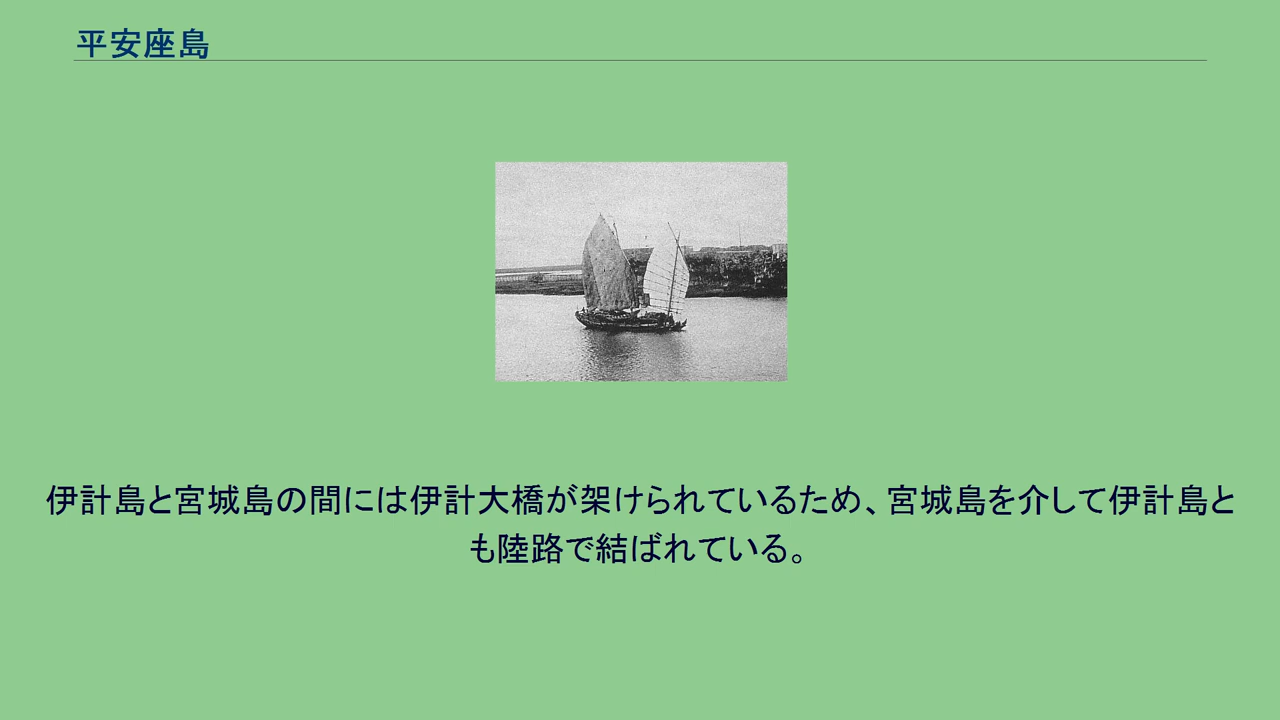 平安座島
伊計島と宮城島の間には伊計大橋が架けられているため、宮城島を介して伊計島と
も陸路で結ばれている。